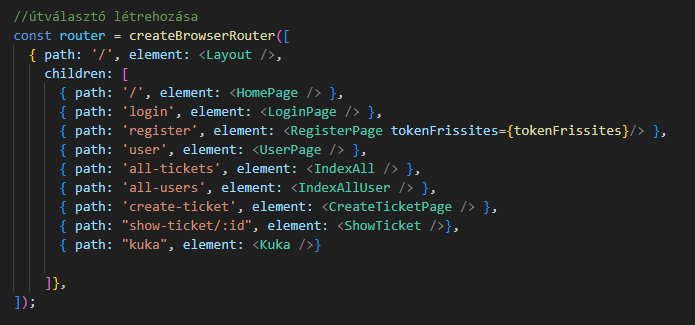 //útválasztó létrehozása
const router = createBrowserRouter([
{ path: '/', element: <Layout />,
children: [
{ path: '/', element: <HomePage /> },
{ path: 'login', element: <LoginPage /> },
{ path: 'register', element: <RegisterPage tokenFrissites={tokenFrissites}/> },
{ path: 'user', element: <UserPage /> },
{ path: 'all-tickets', element: <IndexAll /> },
{ path: 'all-users', element: <IndexAllUser /> },
{ path: 'create-ticket', element: <CreateTicketPage /> },
{ path: "show-ticket/:id", element: <ShowTicket />},
{ path: "kuka", element: <Kuka />}
]},
]);